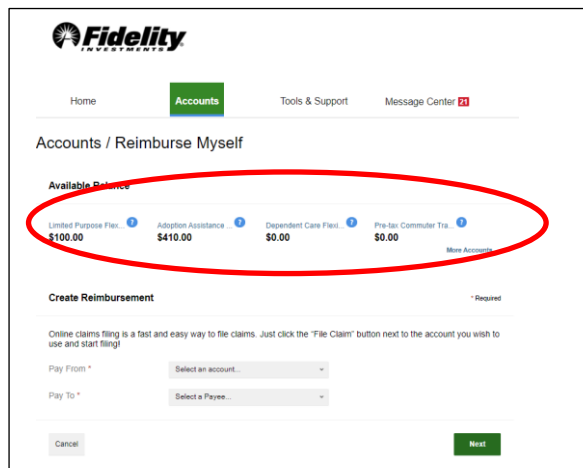 Fidelity
INVESTMENTS
Home Accounts Tools & Support Message Center 21
Accounts / Reimburse Myself
Available Balance
Limited Purpose Flex... ? Adoption Assistance ... ? Dependent Care Flexi... ? Pre-tax Commuter Tra... ?
$100.00 $410.00 $0.00 $0.00
More Accounts
Create Reimbursement * Required
Online claims filing is a fast and easy way to file claims. Just click the "File Claim" button next to the account you wish to
use and start filing!
Pay From * Select an account...
Pay To * Select a Payee...
Cancel Next